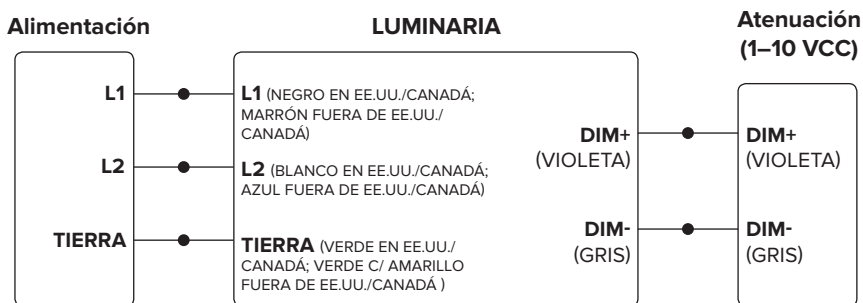 Alimentación
LUMINARIA
Atenuación
(1–10 VCC)
L1
L1 (NEGRO EN EE.UU./CANADÁ;
MARRÓN FUERA DE EE.UU./
CANADÁ)
L2
L2 (BLANCO EN EE.UU./CANADÁ;
AZUL FUERA DE EE.UU./CANADÁ)
TIERRA
TIERRA (VERDE EN EE.UU./
CANADÁ; VERDE C/ AMARILLO
FUERA DE EE.UU./CANADÁ )
DIM+
(VIOLETA)
DIM-
(GRIS)
DIM+
(VIOLETA)
DIM-
(GRIS)